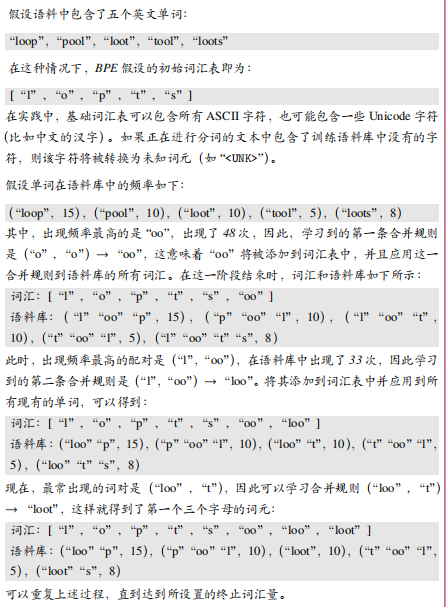 假设语料中包含了五个英文单词:
“loop”, “pool”, “loot”, “tool”, “loots”
在这种情况下, BPE 假设的初始词汇表即为:
[ “l” , “o” , “p” , “t” , “s” ]
在实践中, 基础词汇表可以包含所有 ASCII 字符, 也可能包含一些 Unicode 字符
(比如中文的汉字) 。如果正在进行分词的文本中包含了训练语料库中没有的字
符, 则该字符将被转换为未知词元 (如 “<UNK>”) 。
假设单词在语料库中的频率如下:
(“loop”, 15), (“pool”, 10), (“loot”, 10), (“tool”, 5), (“loots”, 8)
其中, 出现频率最高的是 “oo”, 出现了 48 次, 因此, 学习到的第一条合并规则
是 (“o” , “o”) → “oo”, 这意味着 “oo” 将被添加到词汇表中, 并且应用这一
合并规则到语料库的所有词汇。在这一阶段结束时, 词汇和语料库如下所示:
词汇: [ “l” , “o” , “p” , “t” , “s” , “oo” ]
语料库: ( “l” “oo” “p”, 15), ( “p” “oo” “l” , 10), ( “l” “oo” “t” ,
10), (“t” “oo” “l”, 5), (“l” “oo” “t” “s”, 8)
此时, 出现频率最高的配对是 (“l”, “oo”), 在语料库中出现了 33 次, 因此学习
到的第二条合并规则是 (“l”, “oo”) → “loo”。将其添加到词汇表中并应用到所
有现有的单词, 可以得到:
词汇: [ “l” , “o” , “p” , “t” , “s” , “oo” , “loo” ]
语料库: (“loo” “p”, 15), (“p” “oo” “l”, 10), (“loo” “t”, 10), (“t” “oo” “l”,
5), (“loo” “t” “s”, 8)
现在, 最常出现的词对是 (“loo” , “t”), 因此可以学习合并规则 (“loo” , “t”)
→ “loot”, 这样就得到了第一个三个字母的词元:
词汇: [ “l” , “o” , “p” , “t” , “s” , “oo” , “loo” , “loot” ]
语料库: (“loo” “p”, 15), (“p” “oo” “l”, 10), (“loot”, 10), (“t” “oo” “l”,
5), (“loot” “s”, 8)
可以重复上述过程, 直到达到所设置的终止词汇量。